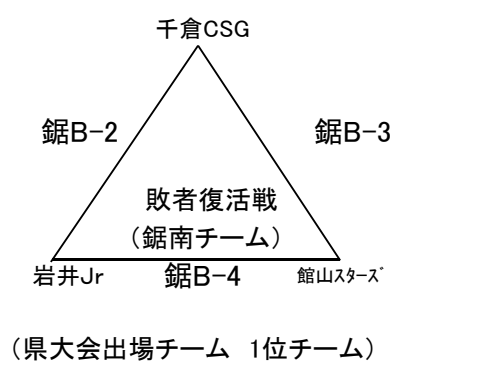 千倉CSG
鋸B-2
鋸B-3
敗者復活戦
（鋸南チーム）
岩井Jr
鋸B-4
館山ｽﾀｰｽﾞ
（県大会出場チーム　1位チーム）